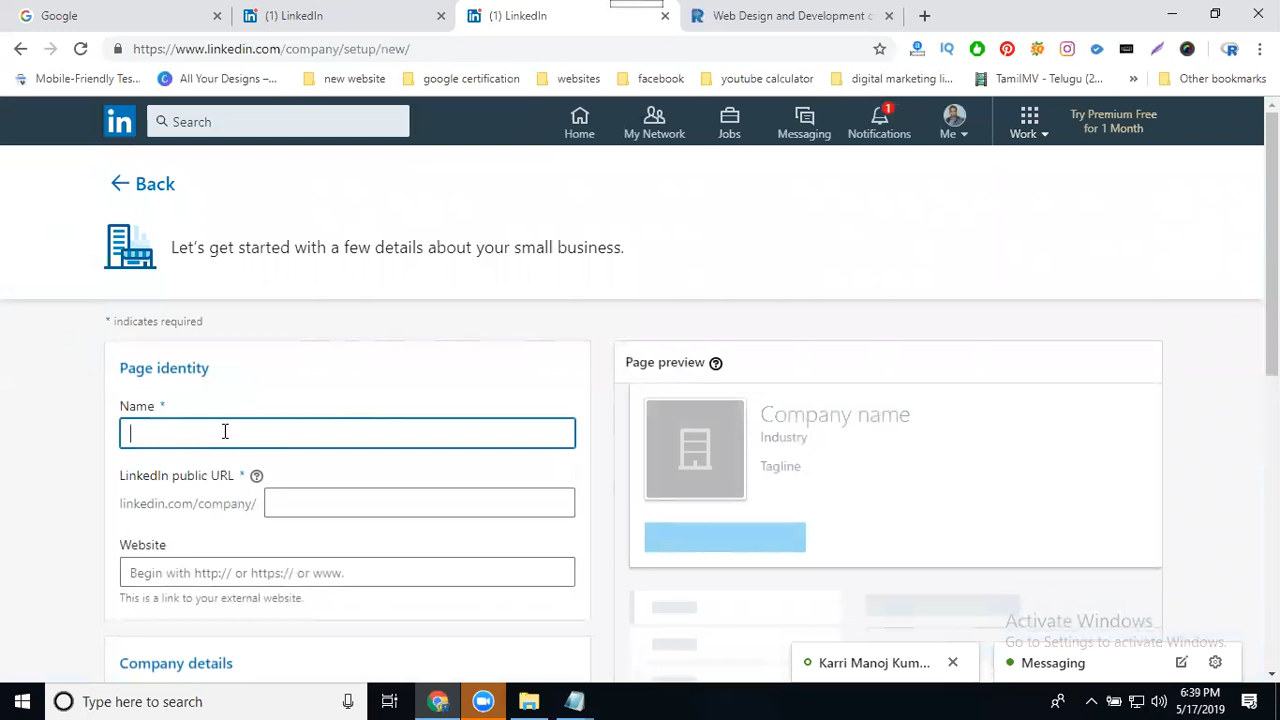 Google
(1) LinkedIn
(1) LinkedIn
Web Design and Development c
https://www.linkedin.com/company/setup/new/
Mobile-Friendly Tes...
All Your Designs –...
new website
google certification
websites
facebook
youtube calculator
digital marketing li...
TamilMV - Telugu (2...
»
Other bookmarks
in
Search
Home
My Network
Jobs
Messaging
1
Notifications
Me
Work
Try Premium Free
for 1 Month
← Back
Let's get started with a few details about your small business.
* indicates required
Page identity
Name *
LinkedIn public URL *
linkedin.com/company/
Website
Begin with http:// or https:// or www.
This is a link to your external website.
Company details
Page preview
Company name
Industry
Tagline
Activate Windows
Go to Settings to activate Windows.
Karri Manoj Kum...
Messaging
Type here to search
6:39 PM
5/17/2019